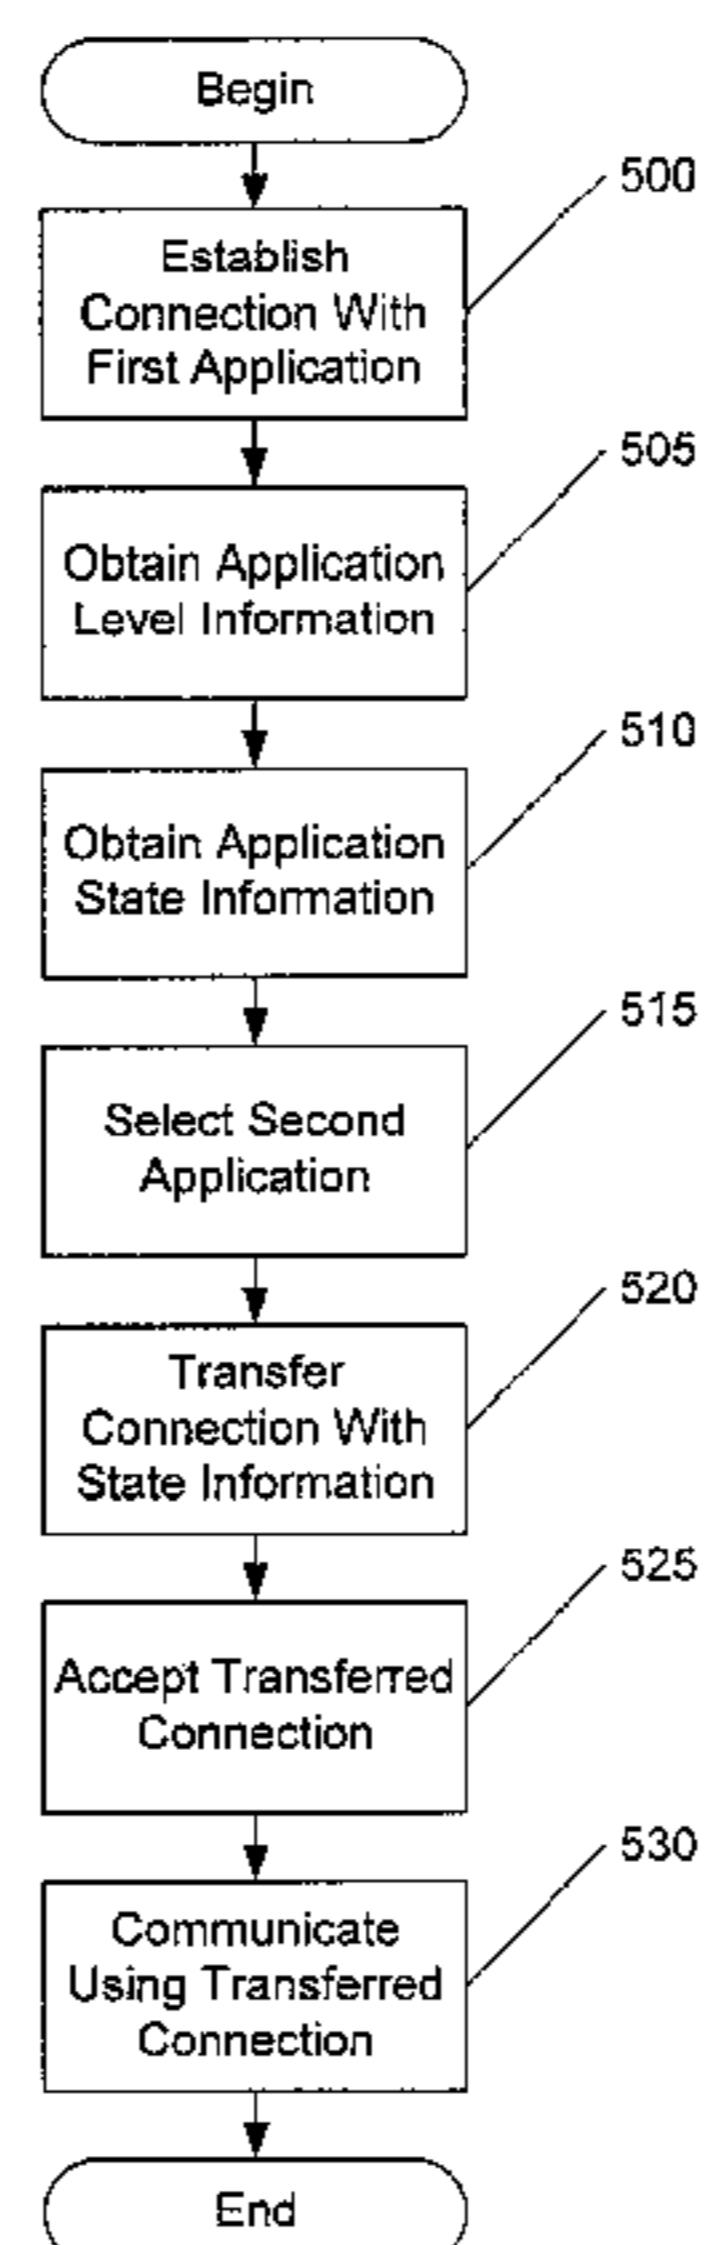 Begin
500
Establish
Connection With
First Application
505
Obtain Application
Level Information
510
Obtain Application
State Information
515
Select Second
Application
520
Transfer
Connection With
State Information
525
Accept Transferred
Connection
530
Communicate
Using Transferred
Connection
End